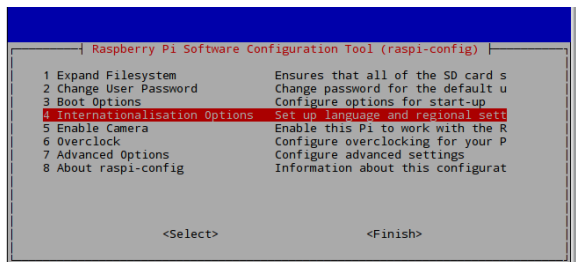 Raspberry Pi Software Configuration Tool (raspi-config)
1 Expand Filesystem Ensures that all of the SD card s
2 Change User Password Change password for the default u
3 Boot Options Configure options for start-up
4 Internationalisation Options Set up language and regional sett
5 Enable Camera Enable this Pi to work with the R
6 Overclock Configure overclocking for your P
7 Advanced Options Configure advanced settings
8 About raspi-config Information about this configurat
<Select> <Finish>